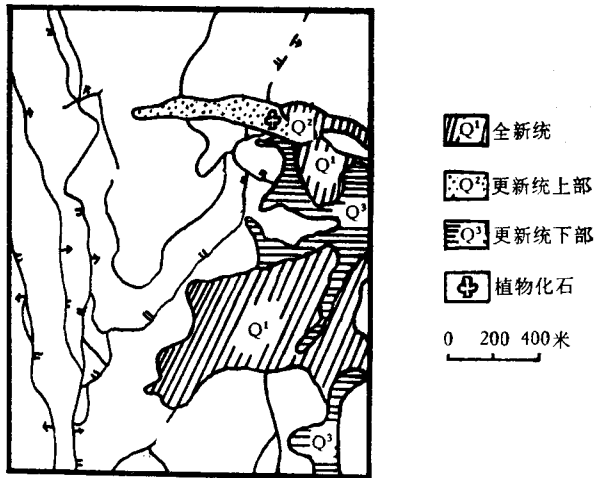 Q²
Q¹
Q³
Q¹
Q³
Q¹ 全新统
Q² 更新统上部
Q³ 更新统下部
植物化石
0 200 400米